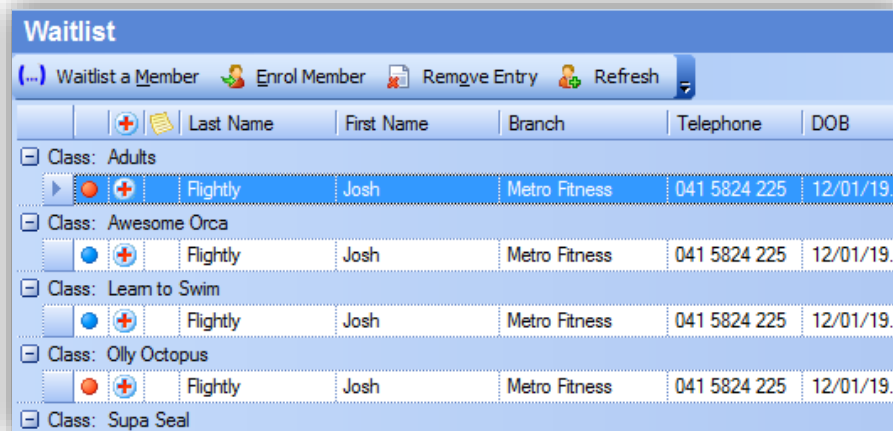 Waitlist
(...) Waitlist a Member Enrol Member Remove Entry Refresh
Last Name First Name Branch Telephone DOB
Class: Adults
Flightly Josh Metro Fitness 041 5824 225 12/01/19.
Class: Awesome Orca
Flightly Josh Metro Fitness 041 5824 225 12/01/19.
Class: Learn to Swim
Flightly Josh Metro Fitness 041 5824 225 12/01/19.
Class: Olly Octopus
Flightly Josh Metro Fitness 041 5824 225 12/01/19.
Class: Supa Seal